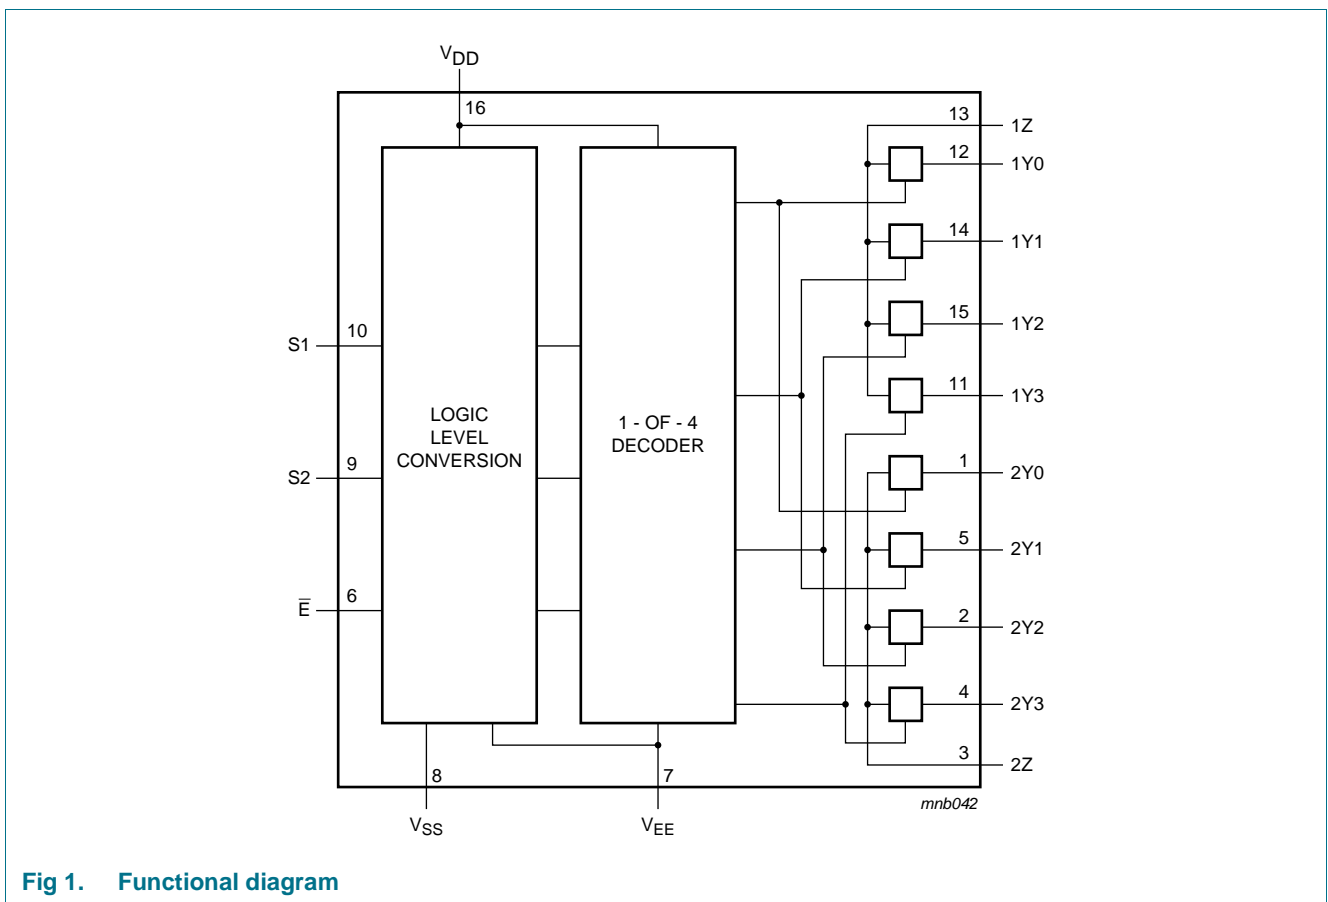 VDD
16
13 1Z
12 1Y0
14 1Y1
15 1Y2
11 1Y3
1 2Y0
5 2Y1
2 2Y2
4 2Y3
3 2Z
S1 10
S2 9
E̅ 6
LOGIC
LEVEL
CONVERSION
1 - OF - 4
DECODER
8
7
VSS
VEE
mnb042
Fig 1. Functional diagram